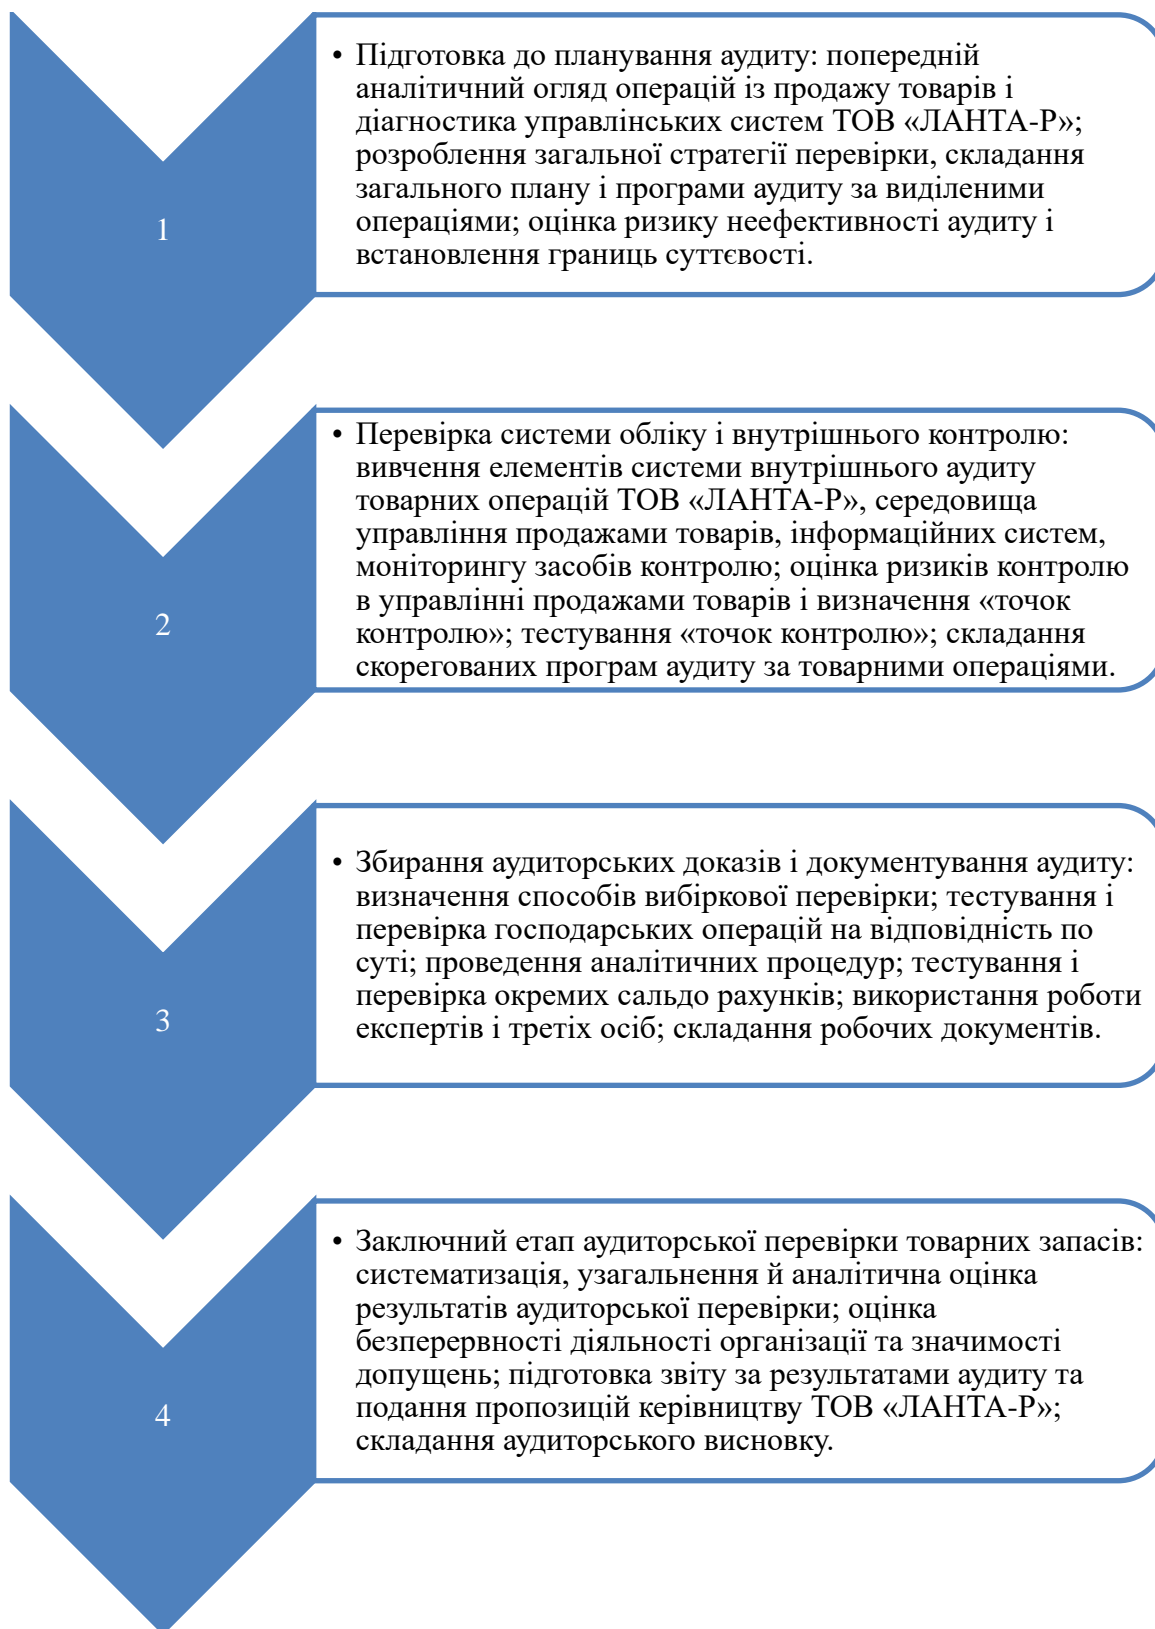 • Підготовка до планування аудиту: попередній
аналітичний огляд операцій із продажу товарів і
діагностика управлінських систем ТОВ «ЛАНТА-Р»;
розроблення загальної стратегії перевірки, складання
загального плану і програми аудиту за виділеними
операціями; оцінка ризику неефективності аудиту і
встановлення границь суттєвості.
1
• Перевірка системи обліку і внутрішнього контролю:
вивчення елементів системи внутрішнього аудиту
товарних операцій ТОВ «ЛАНТА-Р», середовища
управління продажами товарів, інформаційних систем,
моніторингу засобів контролю; оцінка ризиків контролю
в управлінні продажами товарів і визначення «точок
контролю»; тестування «точок контролю»; складання
скорегованих програм аудиту за товарними операціями.
2
• Збирання аудиторських доказів і документування аудиту:
визначення способів вибіркової перевірки; тестування і
перевірка господарських операцій на відповідність по
суті; проведення аналітичних процедур; тестування і
перевірка окремих сальдо рахунків; використання роботи
експертів і третіх осіб; складання робочих документів.
3
• Заключний етап аудиторської перевірки товарних запасів:
систематизація, узагальнення й аналітична оцінка
результатів аудиторської перевірки; оцінка
безперервності діяльності організації та значимості
допущень; підготовка звіту за результатами аудиту та
подання пропозицій керівництву ТОВ «ЛАНТА-Р»;
складання аудиторського висновку.
4